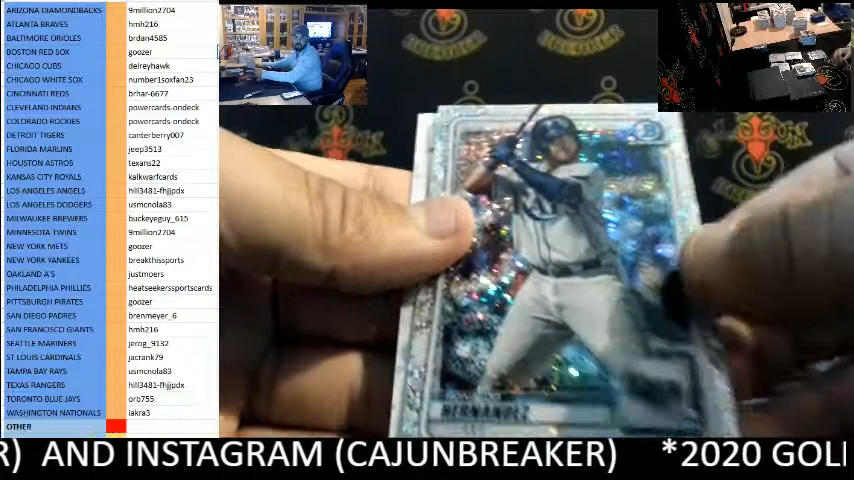 ARIZONA DIAMONDBACKS 9million2704
ATLANTA BRAVES hmh216
BALTIMORE ORIOLES brdan4585
BOSTON RED SOX goozer
CHICAGO CUBS delreyhawk
CHICAGO WHITE SOX number1soxfan23
CINCINATTI REDS brhar-6677
CLEVELAND INDIANS powercards-ondeck
COLORADO ROCKIES powercards-ondeck
DETROIT TIGERS canterberry007
FLORIDA MARLINS jeep3513
HOUSTON ASTROS texans22
KANSAS CITY ROYALS kalkwarfcards
LOS ANGELES ANGELS hill3481-fhjjpdx
LOS ANGELES DODGERS usmcnola83
MILWAUKEE BREWERS buckeyeguy_615
MINNESOTA TWINS 9million2704
NEW YORK METS goozer
NEW YORK YANKEES breakthissports
OAKLAND A'S justmoers
PHILADELPHIA PHILLIES heatseekerssportscards
PITTSBURGH PIRATES goozer
SAN DIEGO PADRES brenmeyer_6
SAN FRANCISCO GIANTS hmh216
SEATTLE MARINERS jerog_9132
ST LOUIS CARDINALS jacrank79
TAMPA BAY RAYS usmcnola83
TEXAS RANGERS hill3481-fhjjpdx
TORONTO BLUE JAYS orb755
WASHINGTON NATIONALS lakra3
OTHER
HERNANDEZ
R) AND INSTAGRAM (CAJUNBREAKER) *2020 GOL